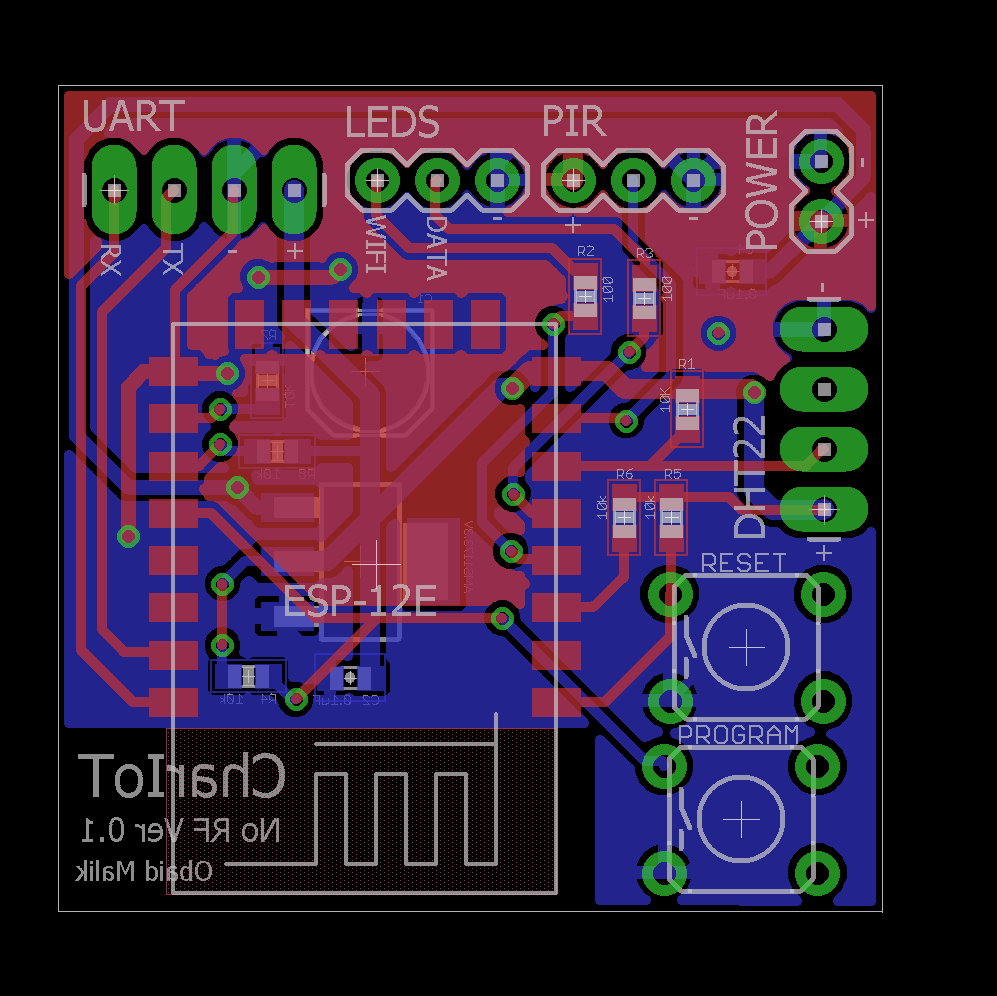 UART
LEDS
PIR
POWER
-
+
RX
TX
-
+
WIFI
DATA
-
+
-
R2
100
R3
100
C1
-
R1
10K
DHT22
+
R6
10k
R5
10k
R8
10k
ESP-12E
R4
10k
C2
0.1uF
RESET
PROGRAM
CharIoT
No RF Ver 0.1
Obaid Malik